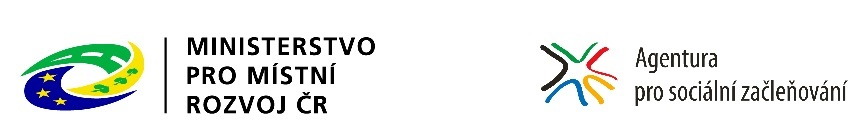 MINISTERSTVO
PRO MÍSTNÍ
ROZVOJ ČR
Agentura
pro sociální začleňování